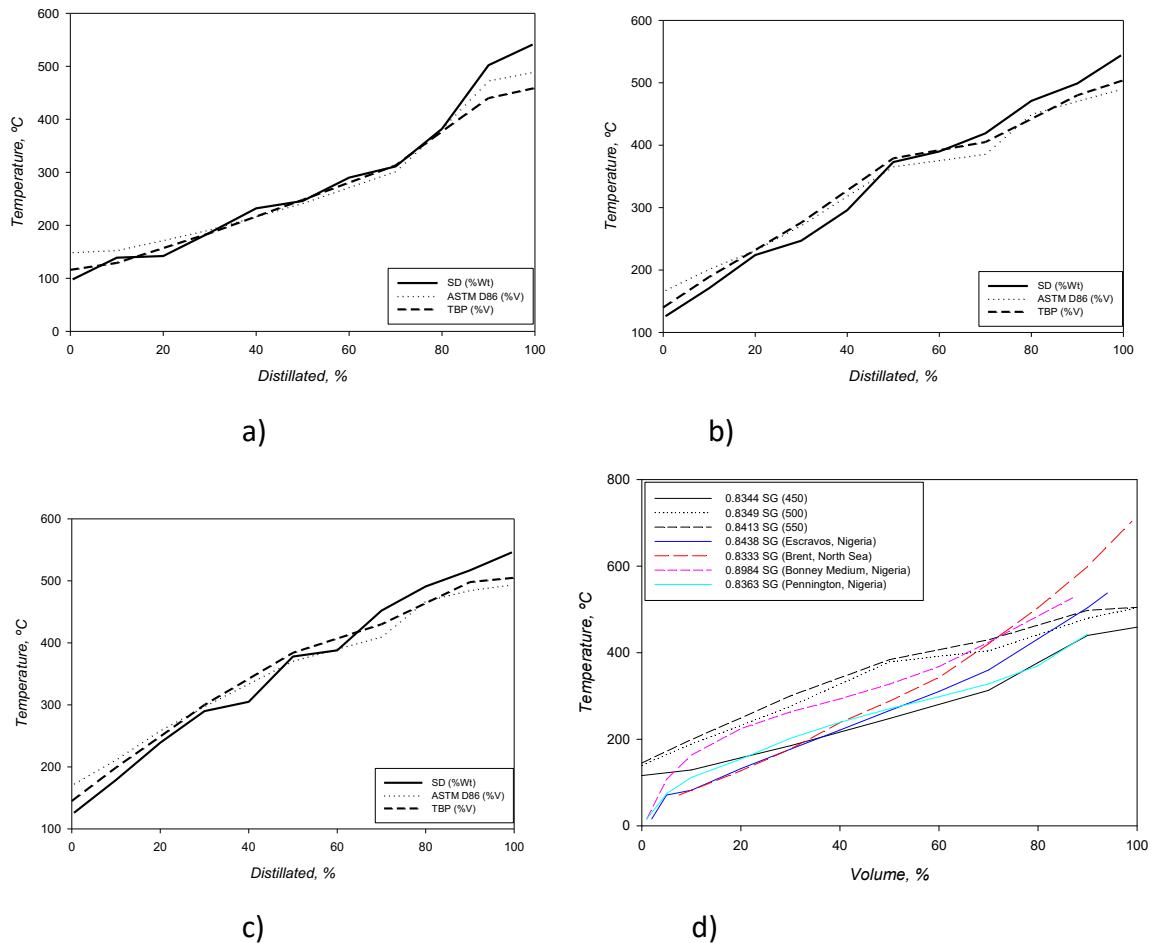 600
500
400
300
200
100
0
Temperature, ºC
0 20 40 60 80 100
Distillated, %
SD (%Wt)
ASTM D86 (%V)
TBP (%V)
a)
600
500
400
300
200
100
Temperature, ºC
0 20 40 60 80 100
Distillated, %
SD (%Wt)
ASTM D86 (%V)
TBP (%V)
b)
600
500
400
300
200
100
Temperature, ºC
0 20 40 60 80 100
Distillated, %
SD (%Wt)
ASTM D86 (%V)
TBP (%V)
c)
800
600
400
200
0
Temperature, ºC
0 20 40 60 80 100
Volume, %
0.8344 SG (450)
0.8349 SG (500)
0.8413 SG (550)
0.8438 SG (Escravos, Nigeria)
0.8333 SG (Brent, North Sea)
0.8984 SG (Bonney Medium, Nigeria)
0.8363 SG (Pennington, Nigeria)
d)